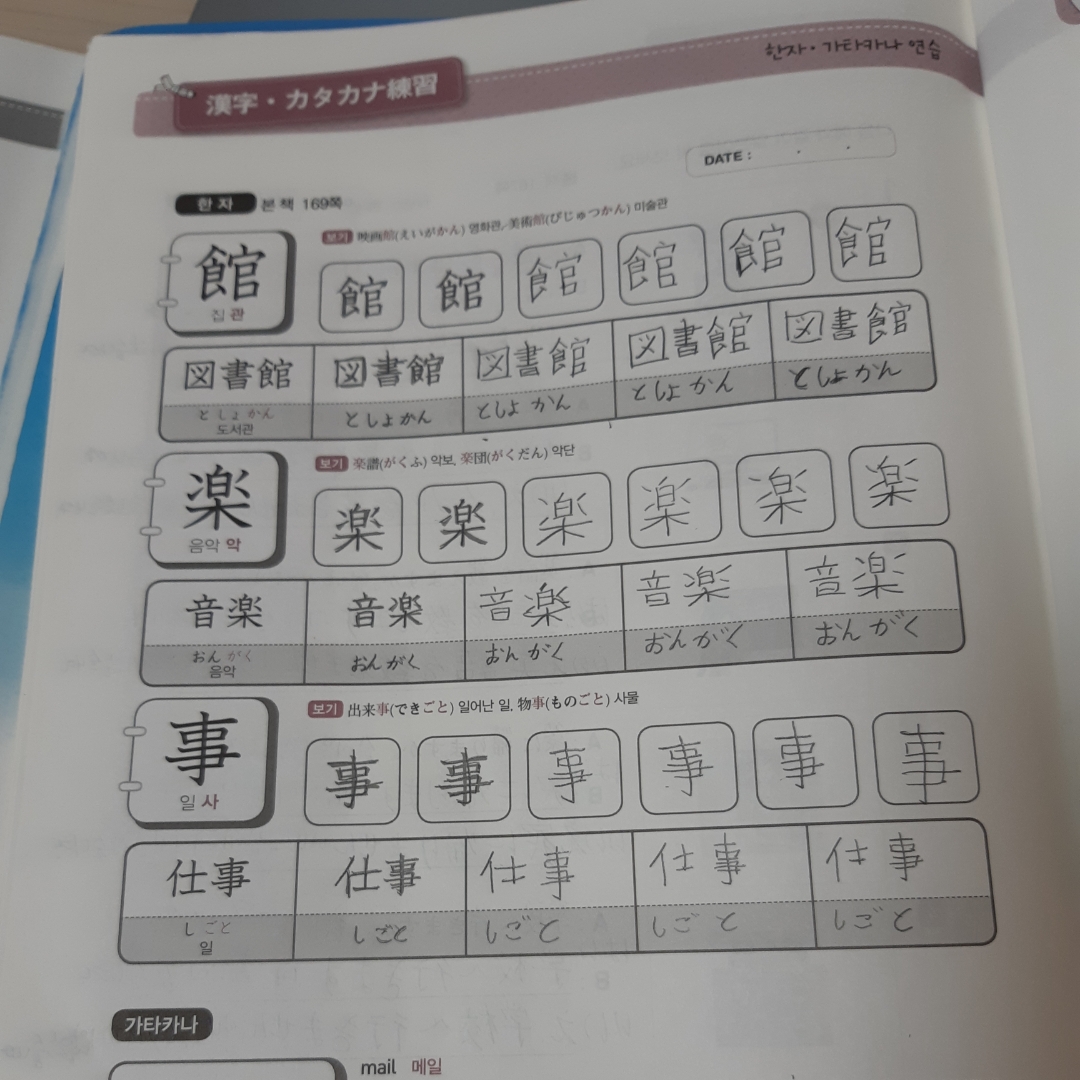 漢字・カタカナ練習
한자・가타카나 연습
DATE : . .
한자 본책 169쪽
보기 映画館(えいがかん) 영화관, 美術館(びじゅつかん) 미술관
館 館 館 館 館 館 館
집 관
図書館 図書館 図書館 図書館 図書館
としょかん としょかん としょかん としょかん としょかん
도서관
보기 楽譜(がくふ) 악보, 楽団(がくだん) 악단
楽 楽 楽 楽 楽 楽 楽
음악 악
音楽 音楽 音楽 音楽 音楽
おんがく おんがく おんがく おんがく おんがく
음악
보기 出来事(できごと) 일어난 일, 物事(ものごと) 사물
事 事 事 事 事 事 事
일 사
仕事 仕事 仕事 仕事 仕事
しごと しごと しごと しごと しごと
일
가타카나
mail 메일